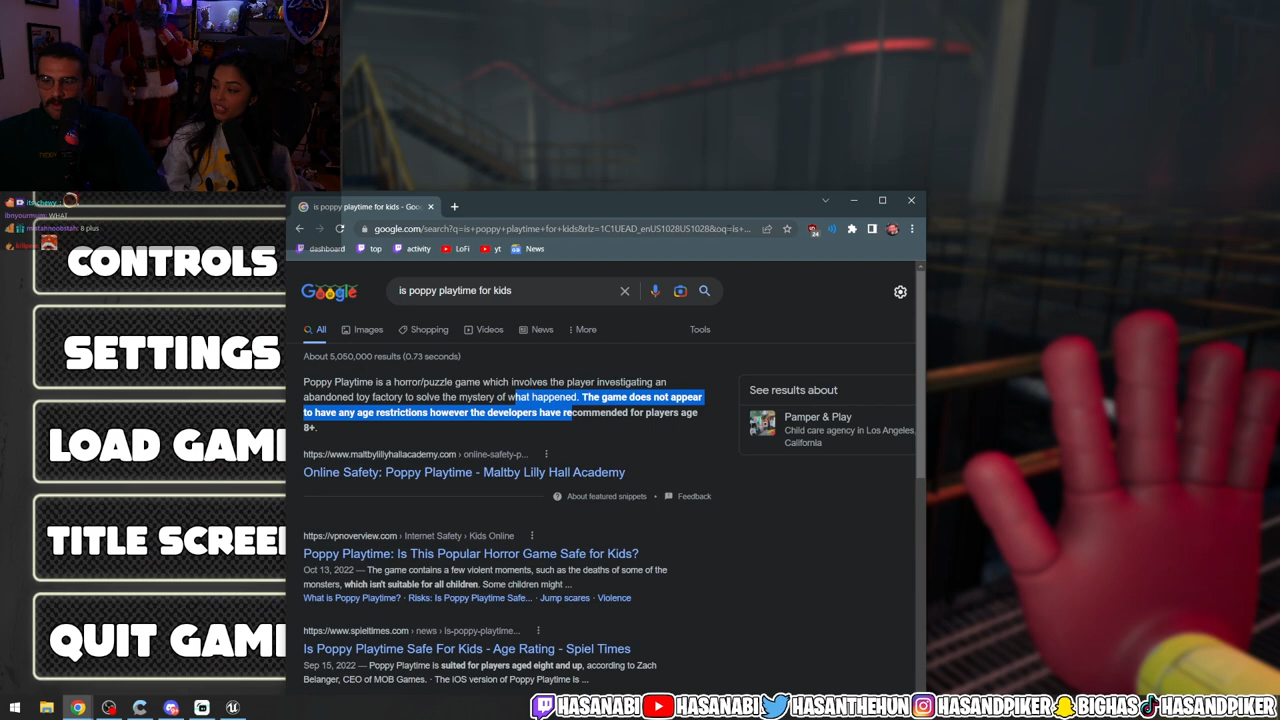 its_chewy :
ibnyourmum: WHAT
matahnoobstah: 8 plus
CONTROLS
SETTINGS
LOAD GAM
TITLE SCREE
QUIT GAM
is poppy playtime for kids - Goo
google.com/search?q=is+poppy+playtime+for+kids&rlz=1C1UEAD_enUS1028US1028&oq=is+...
24
dashboard
top
activity
LoFi
yt
News
Google
is poppy playtime for kids
All
Images
Shopping
Videos
News
More
Tools
About 5,050,000 results (0.73 seconds)
Poppy Playtime is a horror/puzzle game which involves the player investigating an
abandoned toy factory to solve the mystery of what happened. The game does not appear
to have any age restrictions however the developers have recommended for players age
8+.
See results about
Pamper & Play
Child care agency in Los Angeles,
California
https://www.maltbylillyhallacademy.com › online-safety-p...
Online Safety: Poppy Playtime - Maltby Lilly Hall Academy
About featured snippets • Feedback
https://vpnoverview.com › Internet Safety › Kids Online
Poppy Playtime: Is This Popular Horror Game Safe for Kids?
Oct 13, 2022 — The game contains a few violent moments, such as the deaths of some of the
monsters, which isn't suitable for all children. Some children might ...
What is Poppy Playtime? · Risks: Is Poppy Playtime Safe... · Jump scares · Violence
https://www.spieltimes.com › news › is-poppy-playtime...
Is Poppy Playtime Safe For Kids - Age Rating - Spiel Times
Sep 15, 2022 — Poppy Playtime is suited for players aged eight and up, according to Zach
Belanger, CEO of MOB Games. · The iOS version of Poppy Playtime is ...
HASANABI
HASANABI
HASANTHEHUN
HASANDPIKER
BIGHAS
HASANDPIKER